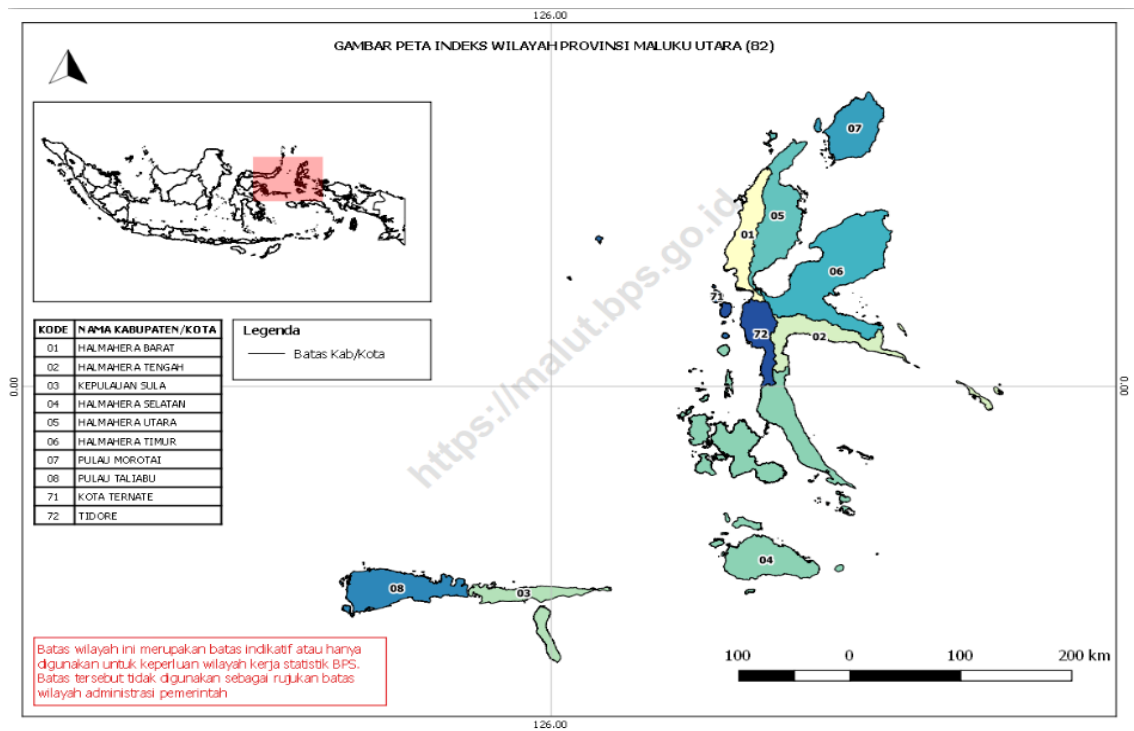 126.00
GAMBAR PETA INDEKS WILAYAH PROVINSI MALUKU UTARA (82)
07
05
01
06
71
72
02
https://malut.bps.go.id
KODE NAMA KABUPATEN/KOTA
01 HALMAHERA BARAT
02 HALMAHERA TENGAH
03 KEPULAUAN SULA
04 HALMAHERA SELATAN
05 HALMAHERA UTARA
06 HALMAHERA TIMUR
07 PULAU MOROTAI
08 PULAU TALIABU
71 KOTA TERNATE
72 TIDORE
Legenda
Batas Kab/Kota
0.00
0.00
04
08
03
Batas wilayah ini merupakan batas indikatif atau hanya
digunakan untuk keperluan wilayah kerja statistik BPS.
Batas tersebut tidak digunakan sebagai rujukan batas
wilayah administrasi pemerintah
100 0 100 200 km
126.00